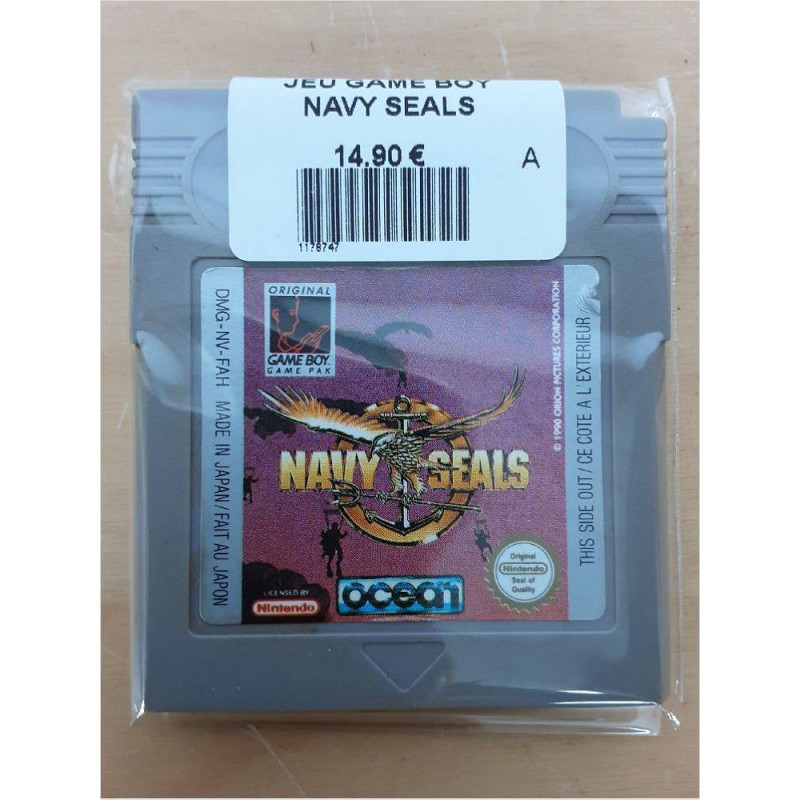 JEU GAME BOY
NAVY SEALS
14.90 €
A
1178747
ORIGINAL
GAME BOY
GAME PAK
DMG-NV-FAH MADE IN JAPAN/FAIT AU JAPON
NAVY SEALS
© 1990 ORION PICTURES CORPORATION
THIS SIDE OUT/CE COTE A L'EXTERIEUR
LICENSED BY
Nintendo
ocean
Original
Nintendo
Seal of
Quality